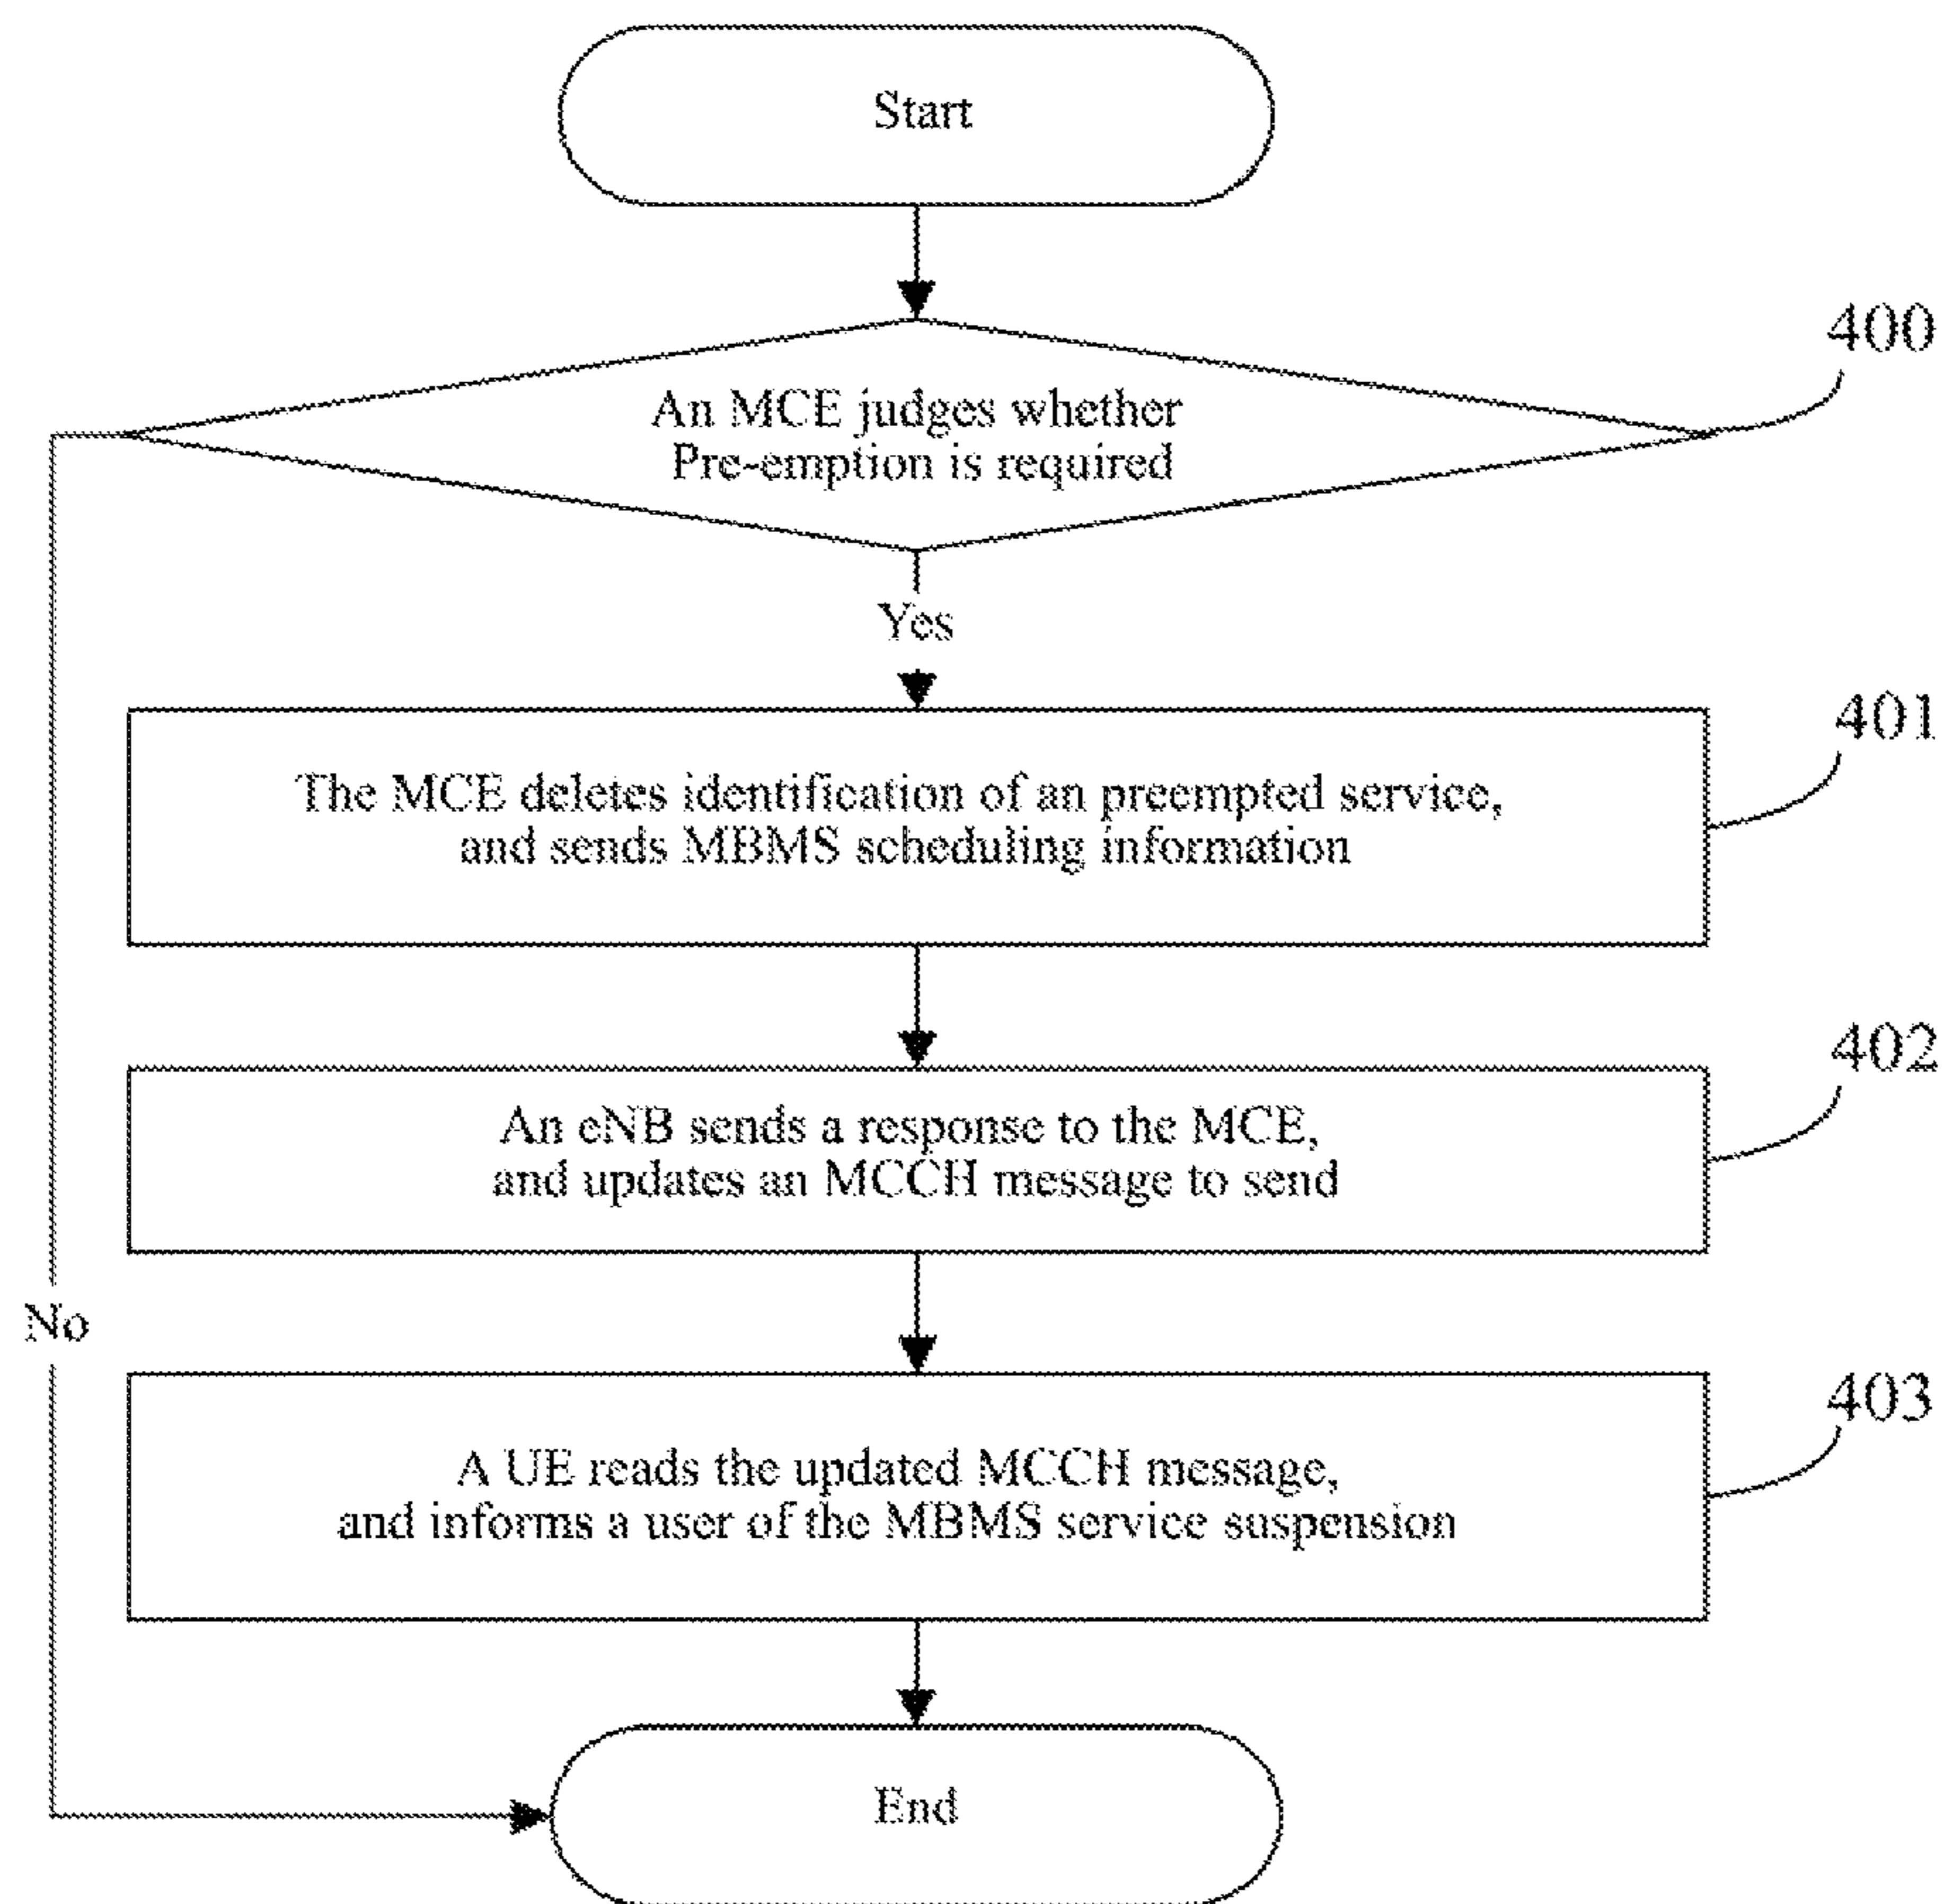 Start
400
An MCE judges whether
Pre-emption is required
Yes
401
The MCE deletes identification of an preempted service,
and sends MBMS scheduling information
402
An eNB sends a response to the MCE,
and updates an MCCH message to send
No
403
A UE reads the updated MCCH message,
and informs a user of the MBMS service suspension
End